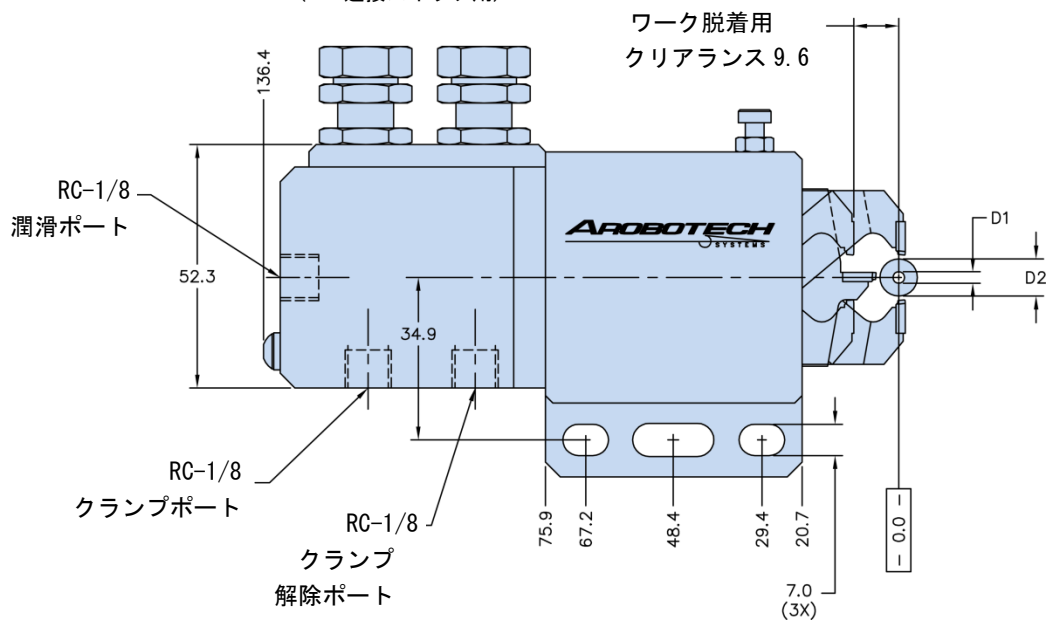 ワーク脱着用
クリアランス 9.6
136.4
RC-1/8
潤滑ポート
AROBOTECH
SYSTEMS
D1
52.3
D2
34.9
RC-1/8
クランプポート
RC-1/8
クランプ
解除ポート
75.9
67.2
48.4
29.4
20.7
- 0.0 -
7.0
(3X)